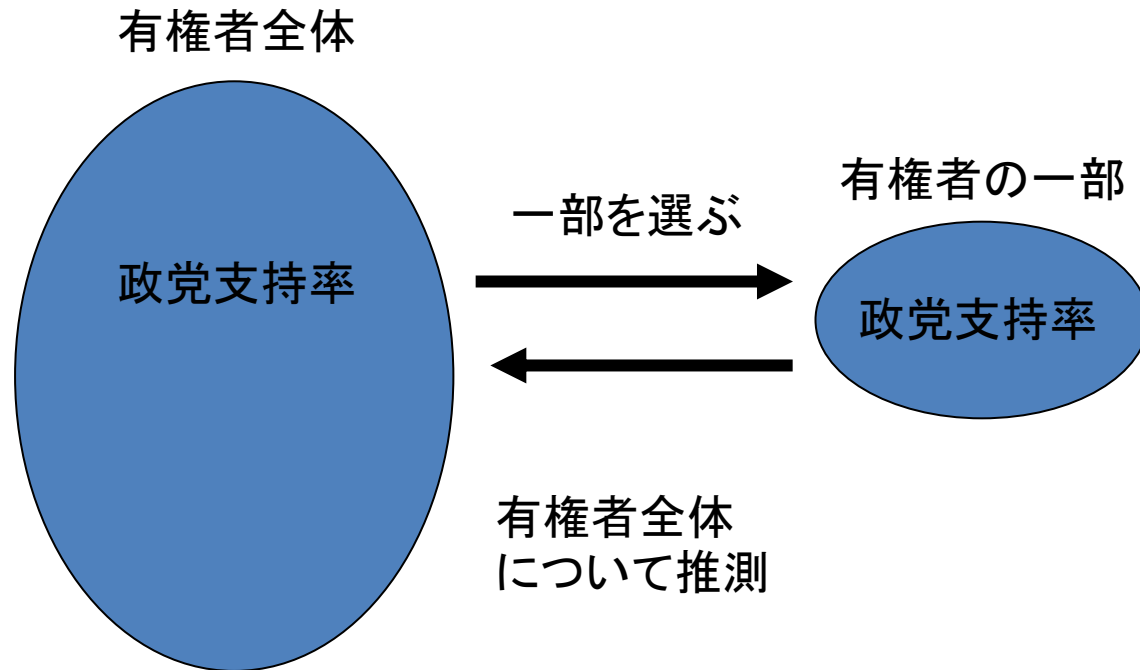 有権者全体
政党支持率
一部を選ぶ
有権者の一部
政党支持率
有権者全体
について推測